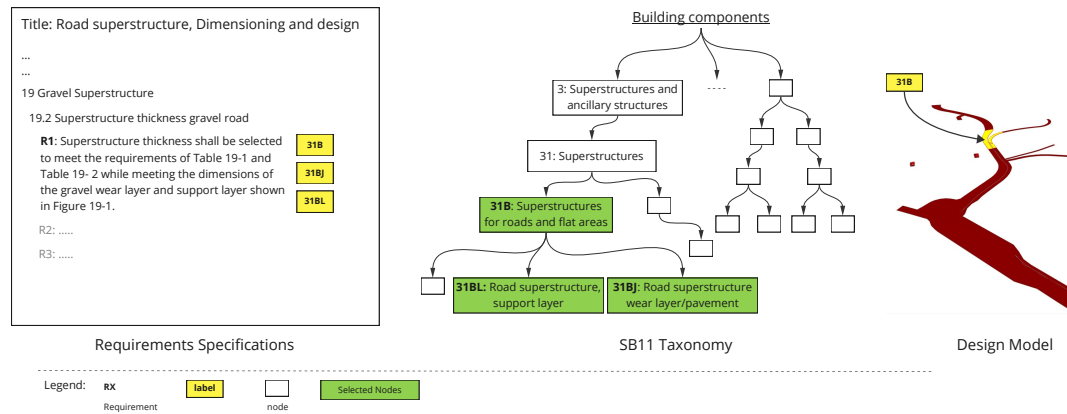 Title: Road superstructure, Dimensioning and design
...
...
19 Gravel Superstructure
19.2 Superstructure thickness gravel road
R1: Superstructure thickness shall be selected
to meet the requirements of Table 19-1 and
Table 19- 2 while meeting the dimensions of
the gravel wear layer and support layer shown
in Figure 19-1.
31B
31BJ
31BL
R2: .....
R3: .....
Requirements Specifications
Building components
3: Superstructures and
ancillary structures
----
31: Superstructures
31B: Superstructures
for roads and flat areas
31BL: Road superstructure,
support layer
31BJ: Road superstructure
wear layer/pavement
SB11 Taxonomy
31B
Design Model
Legend:
RX
Requirement
label
node
Selected Nodes